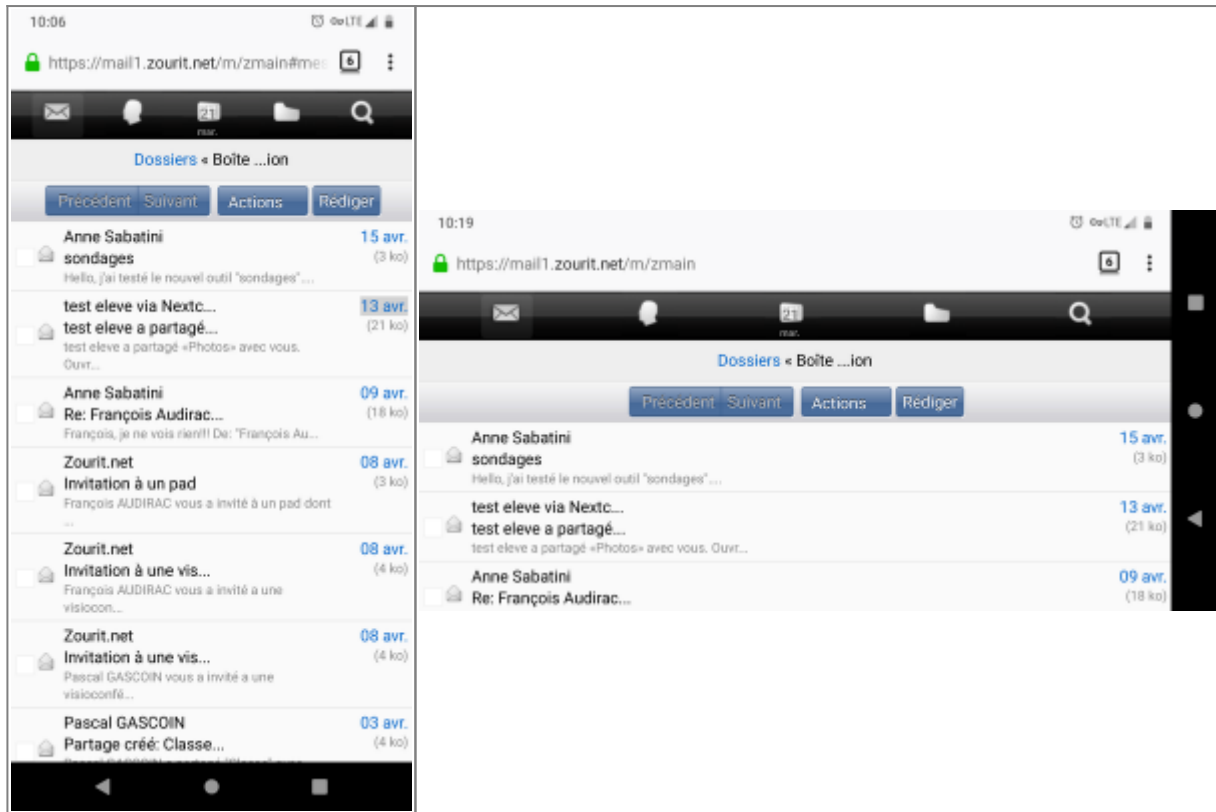 10:06 LTE
https://mail1.zourit.net/m/zmain#mes 6
21
mar.
Dossiers « Boîte ...ion
Précédent Suivant Actions Rédiger
Anne Sabatini 15 avr.
sondages (3 ko)
Hello, j'ai testé le nouvel outil "sondages"....
test eleve via Nextc... 13 avr.
test eleve a partagé... (21 ko)
test eleve a partagé «Photos» avec vous.
Ouvr...
Anne Sabatini 09 avr.
Re: François Audirac... (18 ko)
François, je ne vois rien!!! De: "François Au...
Zourit.net 08 avr.
Invitation à un pad (3 ko)
François AUDIRAC vous a invité à un pad dont
...
Zourit.net 08 avr.
Invitation à une vis... (4 ko)
François AUDIRAC vous a invité a une
visiocon...
Zourit.net 08 avr.
Invitation à une vis... (4 ko)
Pascal GASCOIN vous a invité a une
visioconfé...
Pascal GASCOIN 03 avr.
Partage créé: Classe... (4 ko)
10:19 LTE
https://mail1.zourit.net/m/zmain 6
21
mar.
Dossiers « Boîte ...ion
Précédent Suivant Actions Rédiger
Anne Sabatini 15 avr.
sondages (3 ko)
Hello, j'ai testé le nouvel outil "sondages"....
test eleve via Nextc... 13 avr.
test eleve a partagé... (21 ko)
test eleve a partagé «Photos» avec vous. Ouvr...
Anne Sabatini 09 avr.
Re: François Audirac... (18 ko)